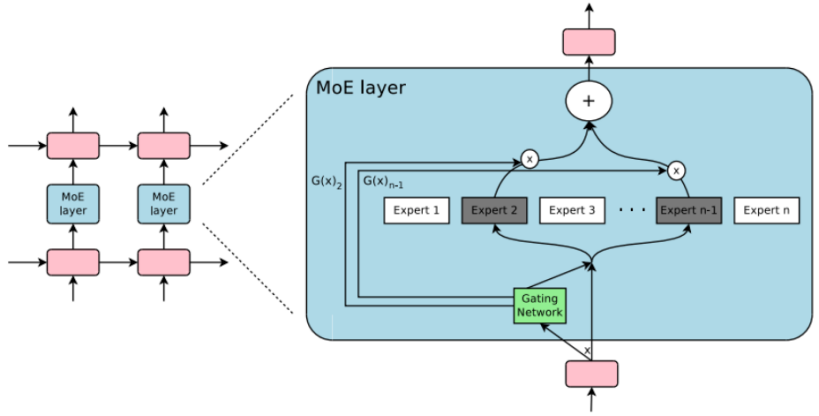 MoE layer
+
x
x
G(x)2
G(x)n-1
MoE
layer
MoE
layer
Expert 1
Expert 2
Expert 3
. . .
Expert n-1
Expert n
Gating
Network
x